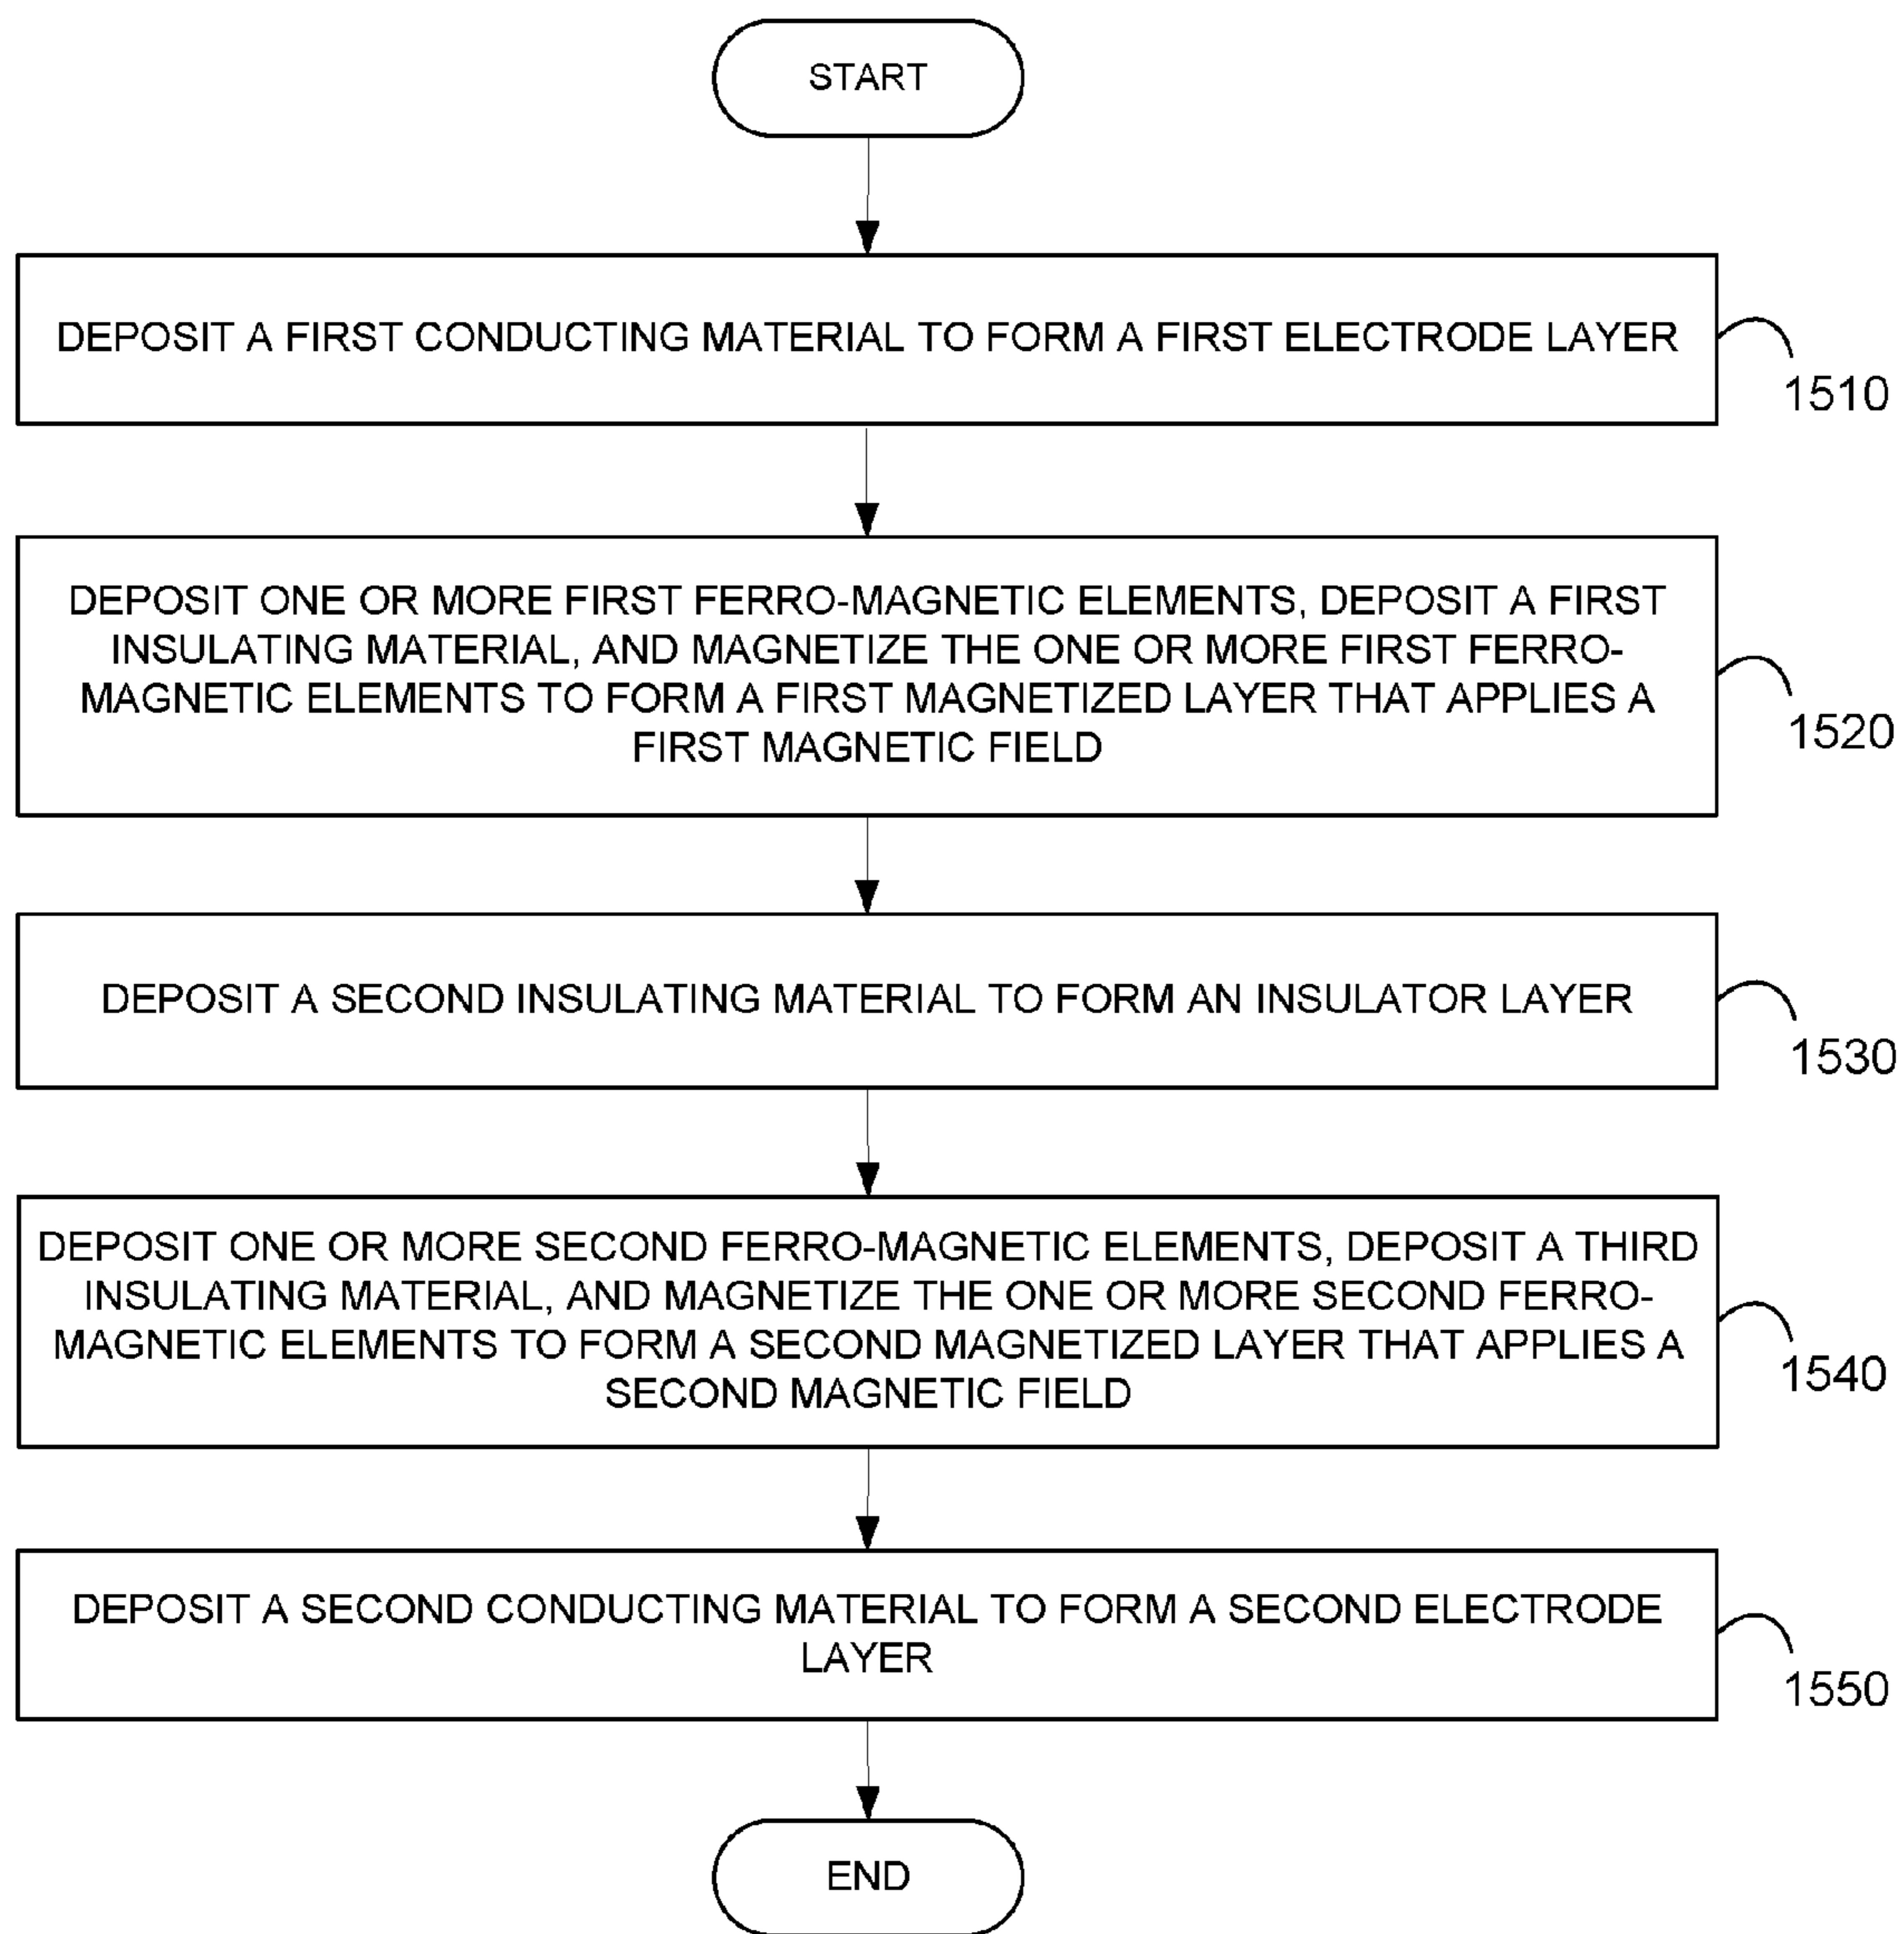 START
DEPOSIT A FIRST CONDUCTING MATERIAL TO FORM A FIRST ELECTRODE LAYER
1510
DEPOSIT ONE OR MORE FIRST FERRO-MAGNETIC ELEMENTS, DEPOSIT A FIRST
INSULATING MATERIAL, AND MAGNETIZE THE ONE OR MORE FIRST FERRO-
MAGNETIC ELEMENTS TO FORM A FIRST MAGNETIZED LAYER THAT APPLIES A
FIRST MAGNETIC FIELD
1520
DEPOSIT A SECOND INSULATING MATERIAL TO FORM AN INSULATOR LAYER
1530
DEPOSIT ONE OR MORE SECOND FERRO-MAGNETIC ELEMENTS, DEPOSIT A THIRD
INSULATING MATERIAL, AND MAGNETIZE THE ONE OR MORE SECOND FERRO-
MAGNETIC ELEMENTS TO FORM A SECOND MAGNETIZED LAYER THAT APPLIES A
SECOND MAGNETIC FIELD
1540
DEPOSIT A SECOND CONDUCTING MATERIAL TO FORM A SECOND ELECTRODE
LAYER
1550
END